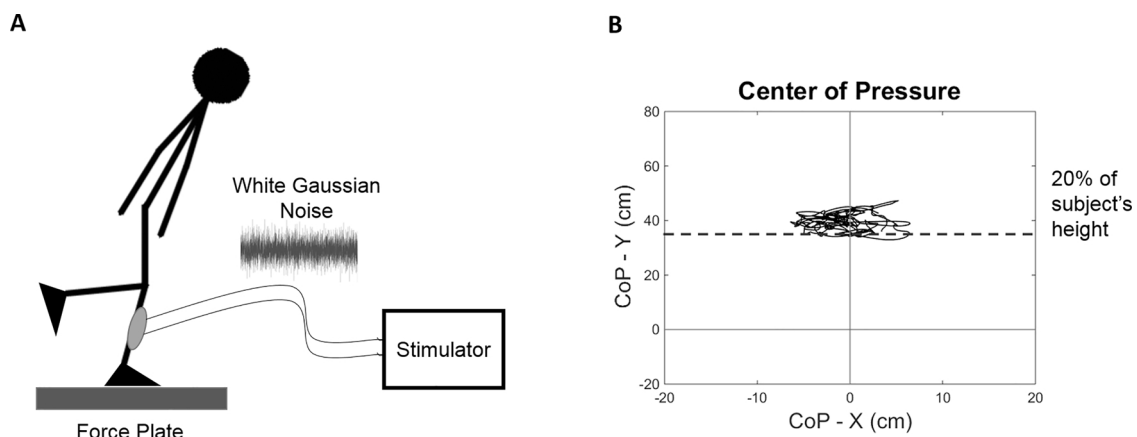 A
White Gaussian
Noise
Stimulator
Force Plate
B
Center of Pressure
80
60
40
20
0
-20
-20
-10
0
10
20
CoP - Y (cm)
CoP - X (cm)
20% of
subject's
height